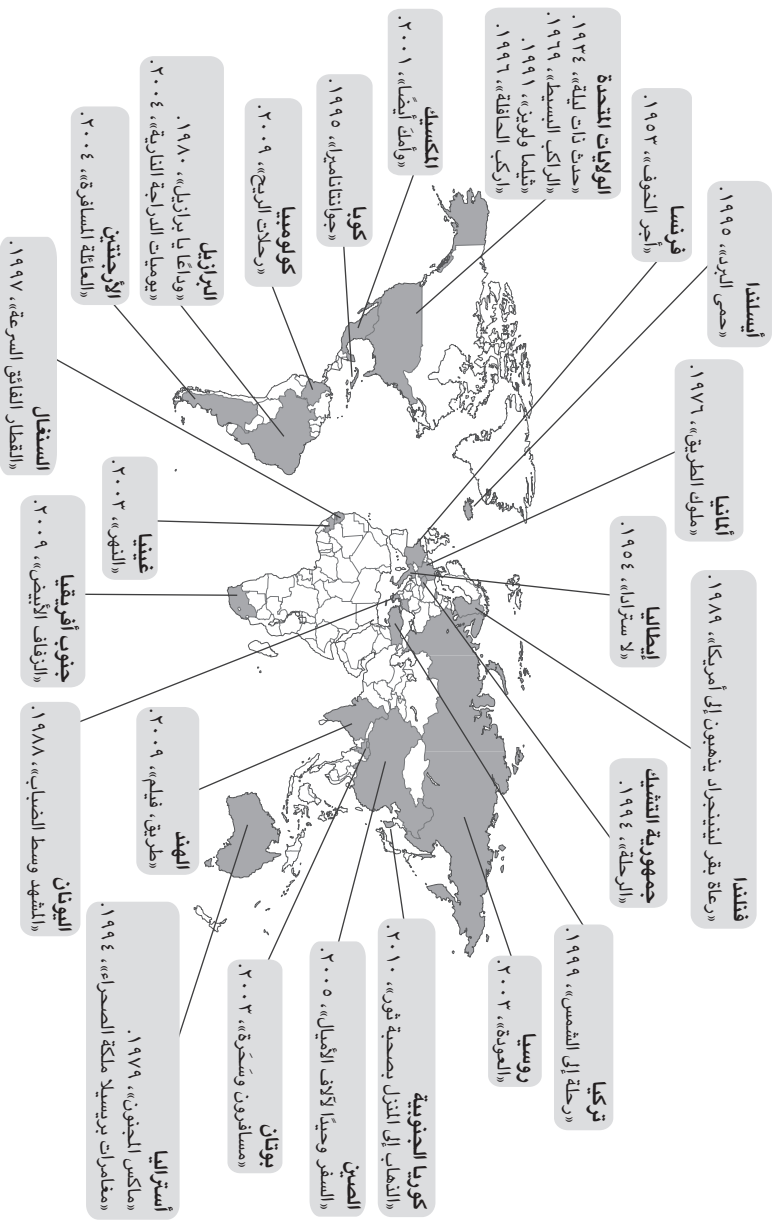 أيسلندا
«حمى البرد»، ١٩٩٥.
فرنسا
«أجر الخوف»، ١٩٥٣.
الولايات المتحدة
«حدث ذات ليلة»، ١٩٣٤.
«الراكب البسيط»، ١٩٦٩.
«ثيلما ولويز»، ١٩٩١.
«اركب الحافلة»، ١٩٩٦.
المكسيك
«وأمك أيضًا»، ٢٠٠١.
كوبا
«جوانتاناميرا»، ١٩٩٥.
كولومبيا
«رحلات الريح»، ٢٠٠٩.
البرازيل
«وداعًا يا برازيل»، ١٩٨٠.
«يوميات الدراجة النارية»، ٢٠٠٤.
الأرجنتين
«العائلة المسافرة»، ٢٠٠٤.
السنغال
«القطار الفائق السرعة»، ١٩٩٧.
ألمانيا
«ملوك الطريق»، ١٩٧٦.
إيطاليا
«لا سترادا»، ١٩٥٤.
غينيا
«النهر»، ٢٠٠٣.
جنوب أفريقيا
«الزفاف الأبيض»، ٢٠٠٩.
فنلندا
«رعاة بقر لينينجراد يذهبون إلى أمريكا»، ١٩٨٩.
جمهورية التشيك
«الرحلة»، ١٩٩٤.
الهند
«طريق، فيلم»، ٢٠٠٩.
اليونان
«المشهد وسط الضباب»، ١٩٨٨.
تركيا
«رحلة إلى الشمس»، ١٩٩٩.
روسيا
«العودة»، ٢٠٠٣.
كوريا الجنوبية
«الذهاب إلى المنزل بصحبة ثور»، ٢٠١٠.
الصين
«السفر وحيدًا لآلاف الأميال»، ٢٠٠٥.
بوتان
«مسافرون وسَحَرة»، ٢٠٠٣.
أستراليا
«ماكس المجنون»، ١٩٧٩.
«مغامرات بريسيلا ملكة الصحراء»، ١٩٩٤.